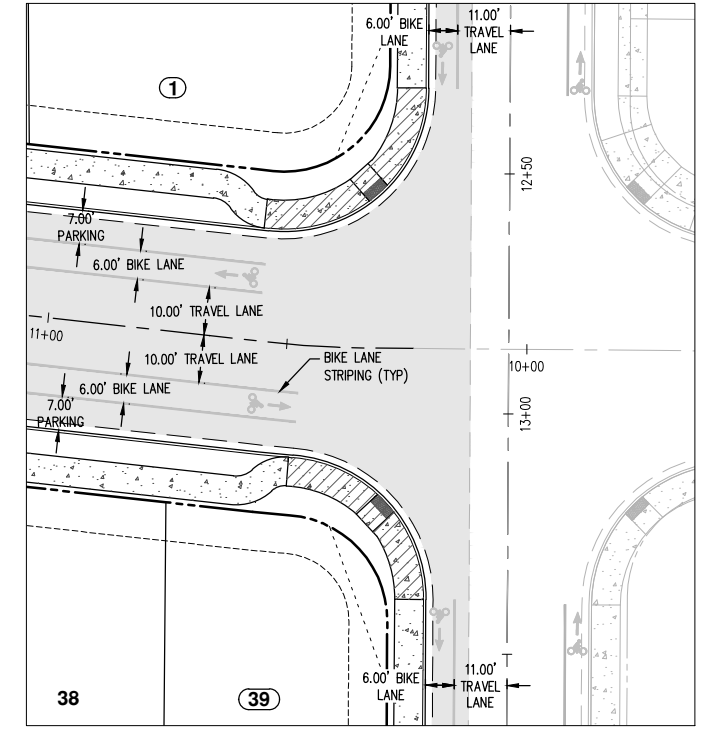 6.00' BIKE
LANE
11.00'
TRAVEL
LANE
1
12+50
7.00'
PARKING
6.00' BIKE LANE
10.00' TRAVEL LANE
11+00
10.00' TRAVEL LANE
BIKE LANE
STRIPING (TYP)
10+00
6.00' BIKE LANE
7.00'
PARKING
13+00
6.00' BIKE
LANE
11.00'
TRAVEL
LANE
38
39